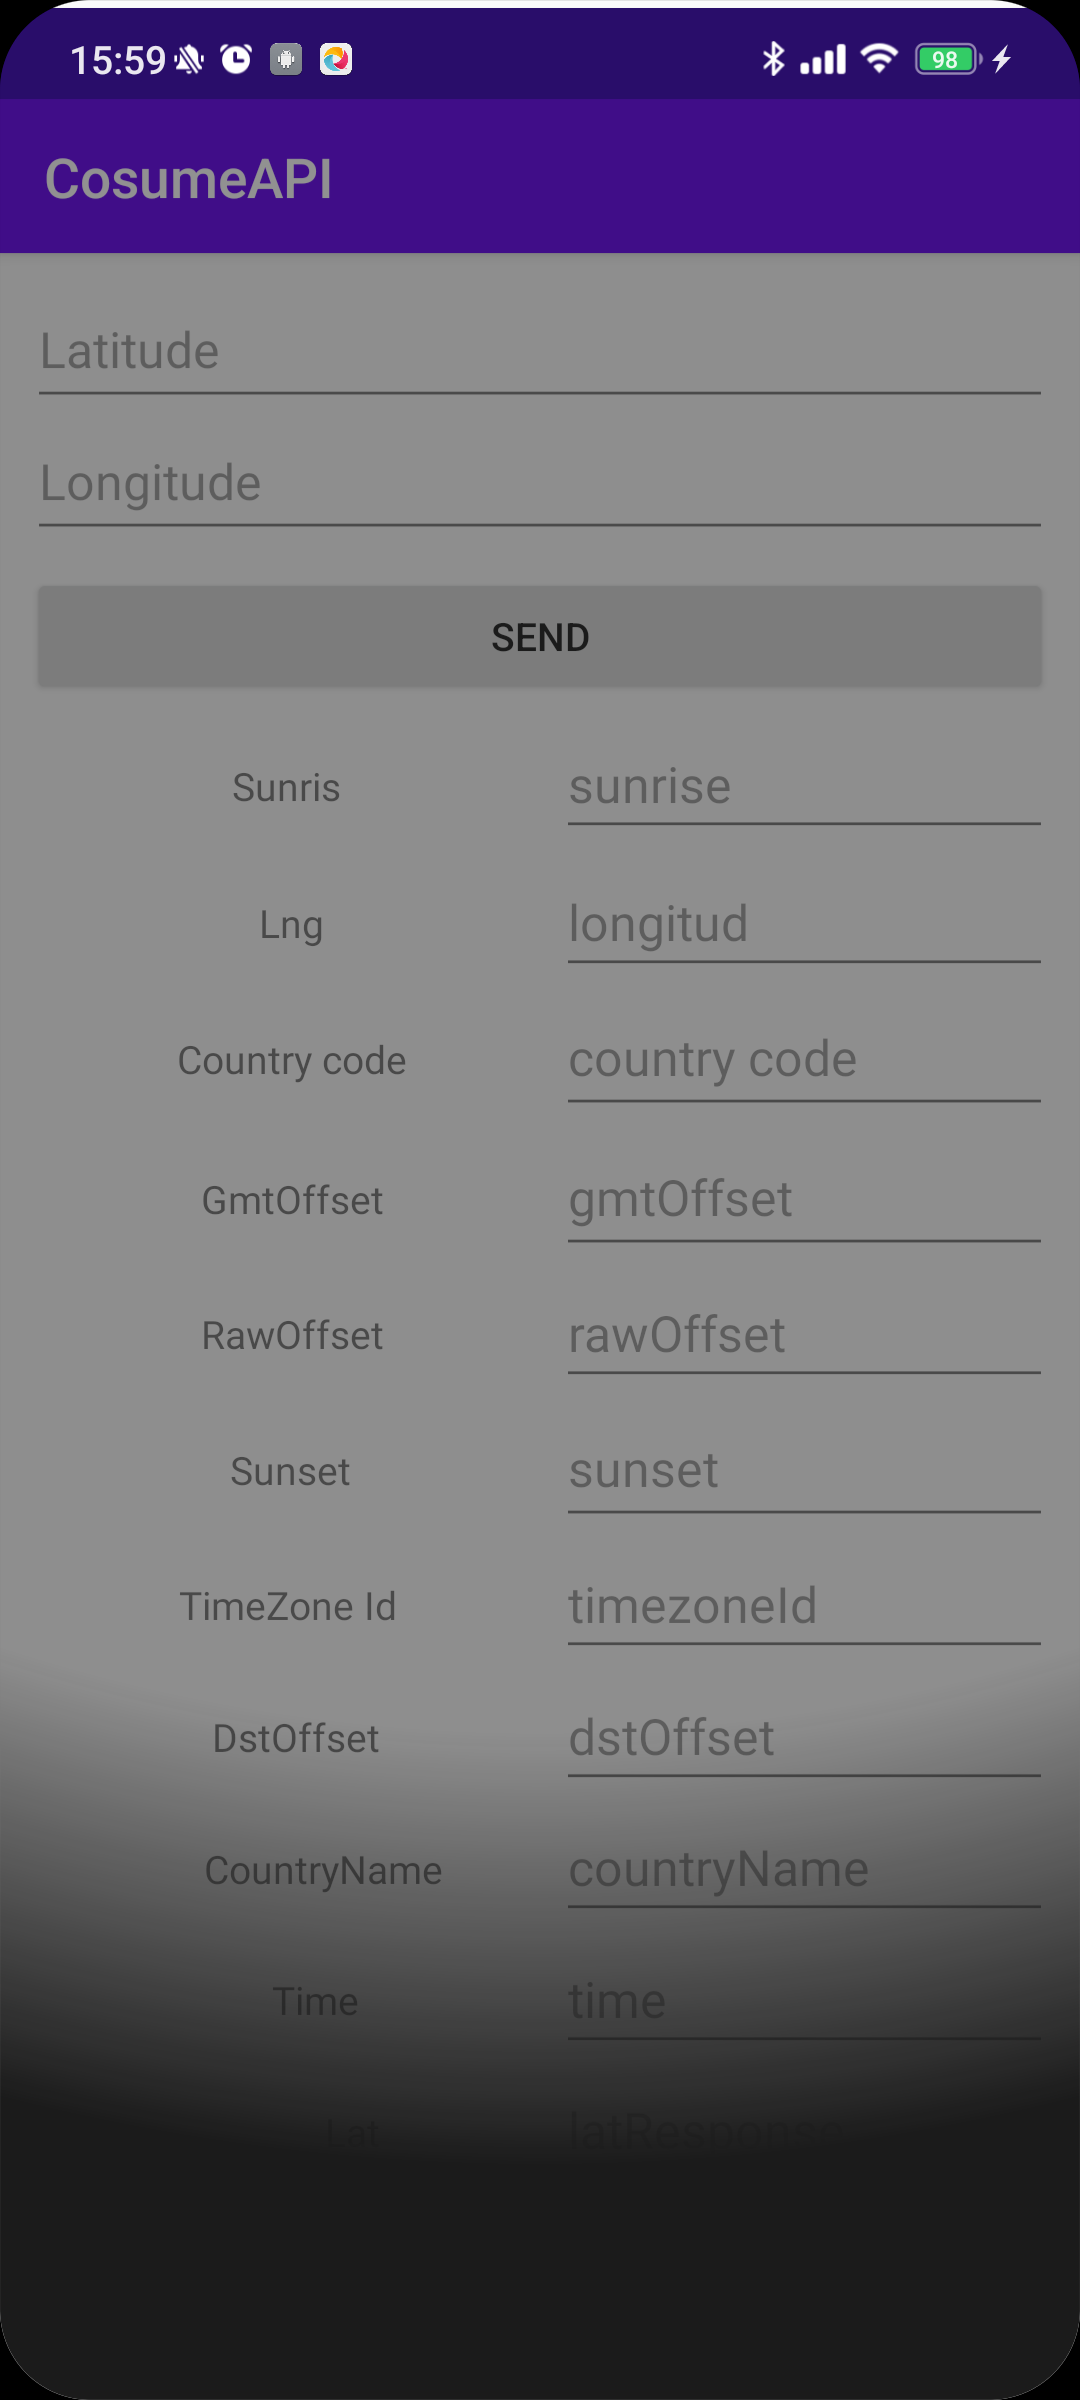 15:59 98
CosumeAPI
Latitude
Longitude
SEND
Sunris sunrise
Lng longitud
Country code country code
GmtOffset gmtOffset
RawOffset rawOffset
Sunset sunset
TimeZone Id timezoneId
DstOffset dstOffset
CountryName countryName
Time time
Lat latResponse